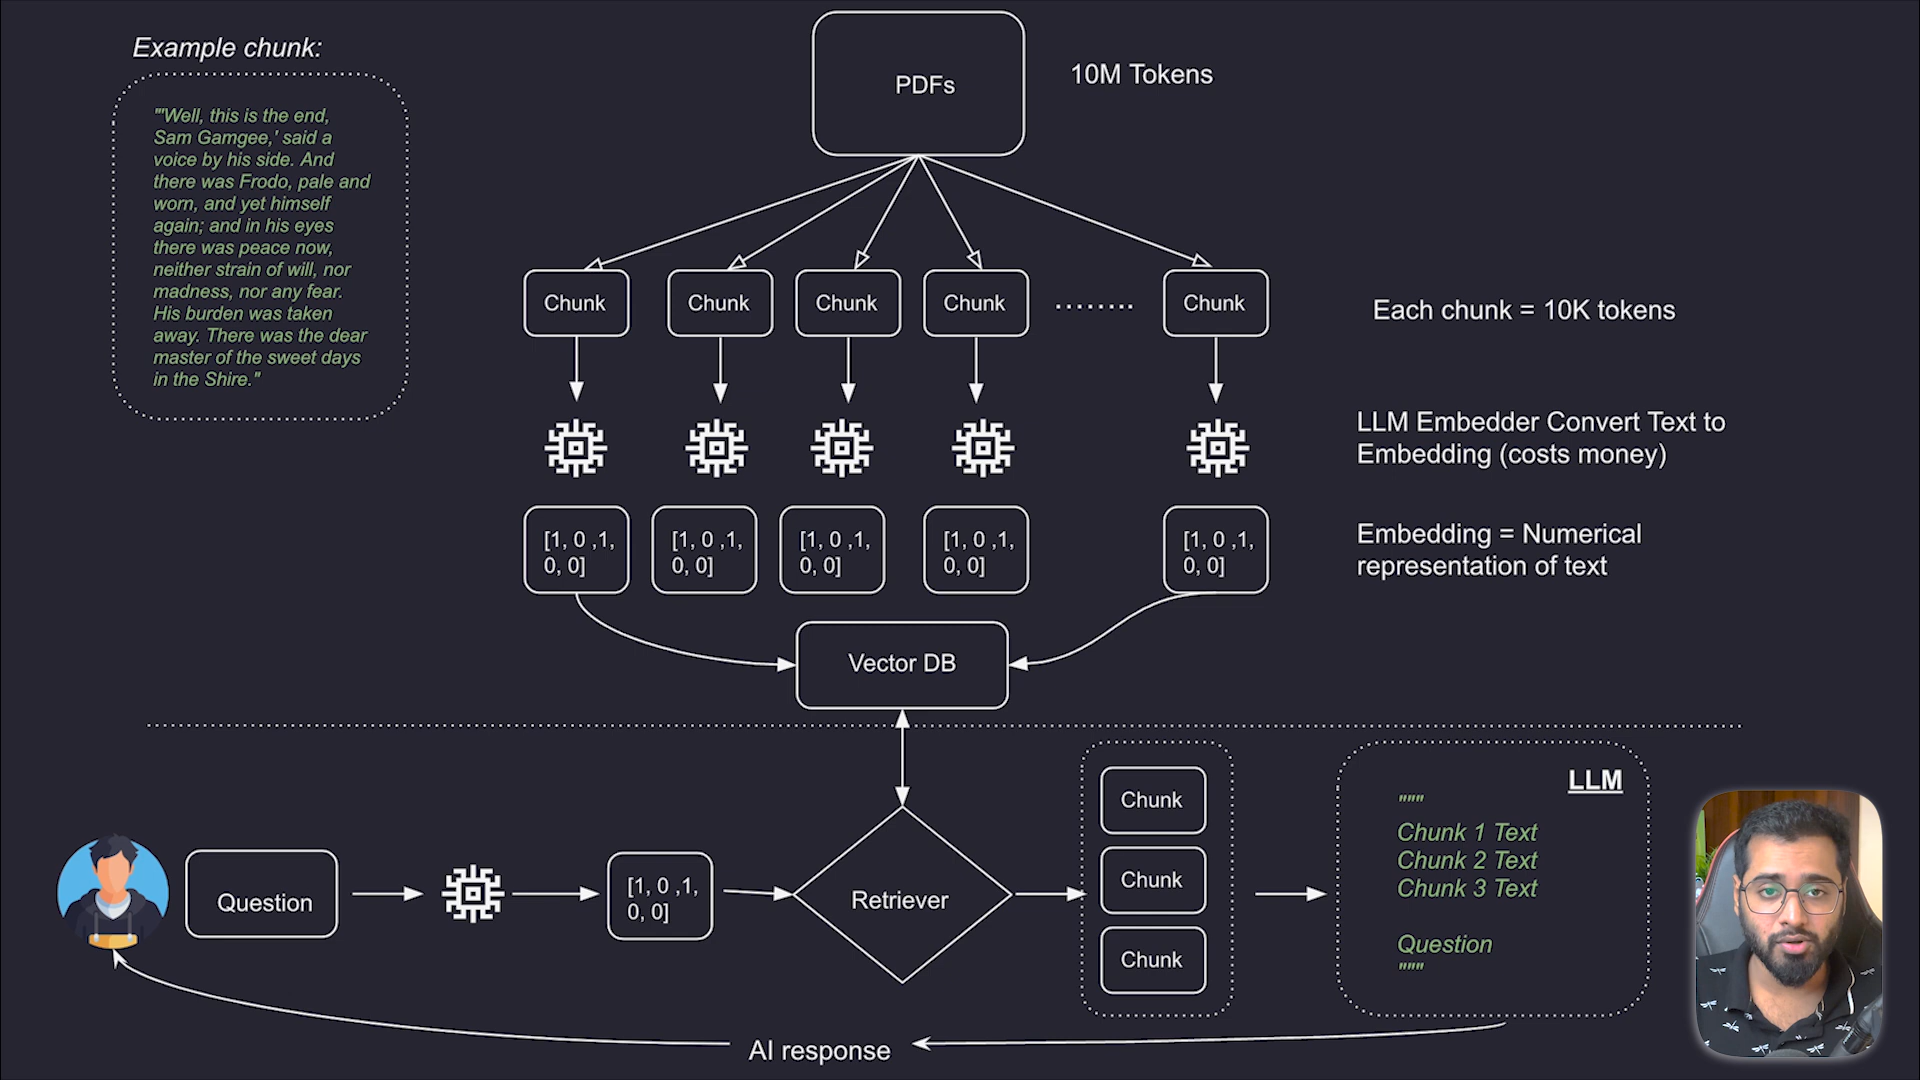 Example chunk:
"'Well, this is the end,
Sam Gamgee,' said a
voice by his side. And
there was Frodo, pale and
worn, and yet himself
again; and in his eyes
there was peace now,
neither strain of will, nor
madness, nor any fear.
His burden was taken
away. There was the dear
master of the sweet days
in the Shire."
PDFs
10M Tokens
Chunk
Chunk
Chunk
Chunk
........
Chunk
Each chunk = 10K tokens
LLM Embedder Convert Text to
Embedding (costs money)
[1, 0 ,1,
0, 0]
[1, 0 ,1,
0, 0]
[1, 0 ,1,
0, 0]
[1, 0 ,1,
0, 0]
[1, 0 ,1,
0, 0]
Embedding = Numerical
representation of text
Vector DB
Question
[1, 0 ,1,
0, 0]
Retriever
Chunk
Chunk
Chunk
LLM
"""
Chunk 1 Text
Chunk 2 Text
Chunk 3 Text
Question
"""
AI response